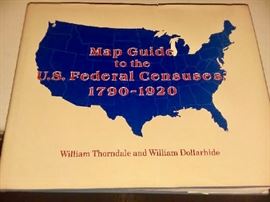 Map Guide
to the
U.S. Federal Censuses,
1790-1920
William Thorndale and William Dollarhide